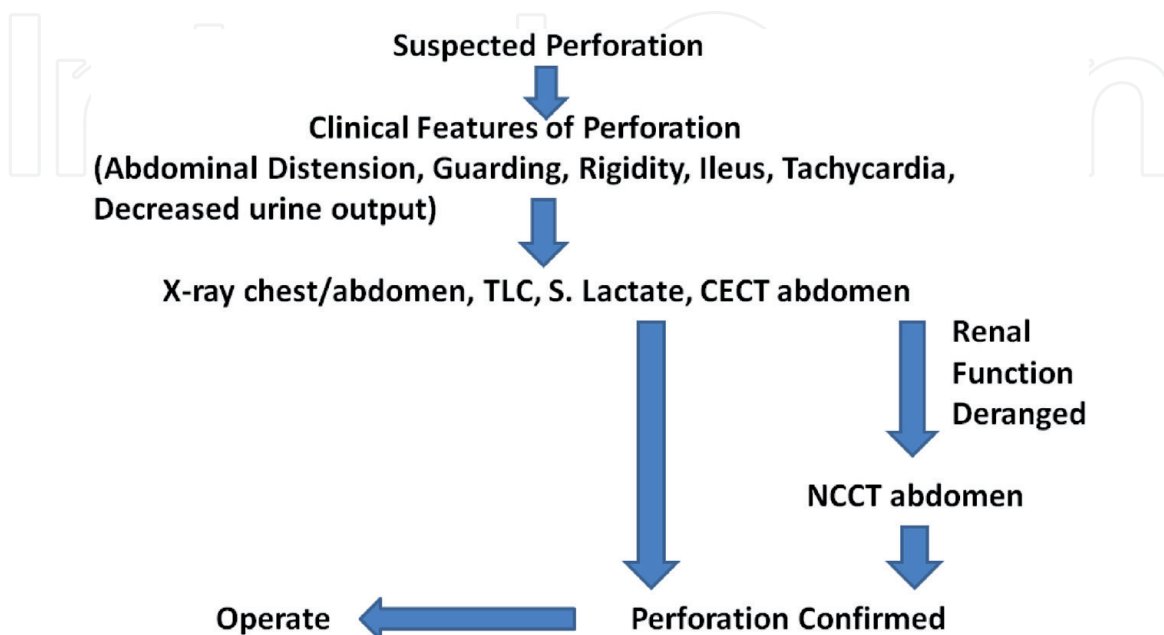 Suspected Perforation
Clinical Features of Perforation
(Abdominal Distension, Guarding, Rigidity, Ileus, Tachycardia,
Decreased urine output)
X-ray chest/abdomen, TLC, S. Lactate, CECT abdomen
Renal
Function
Deranged
NCCT abdomen
Operate
Perforation Confirmed